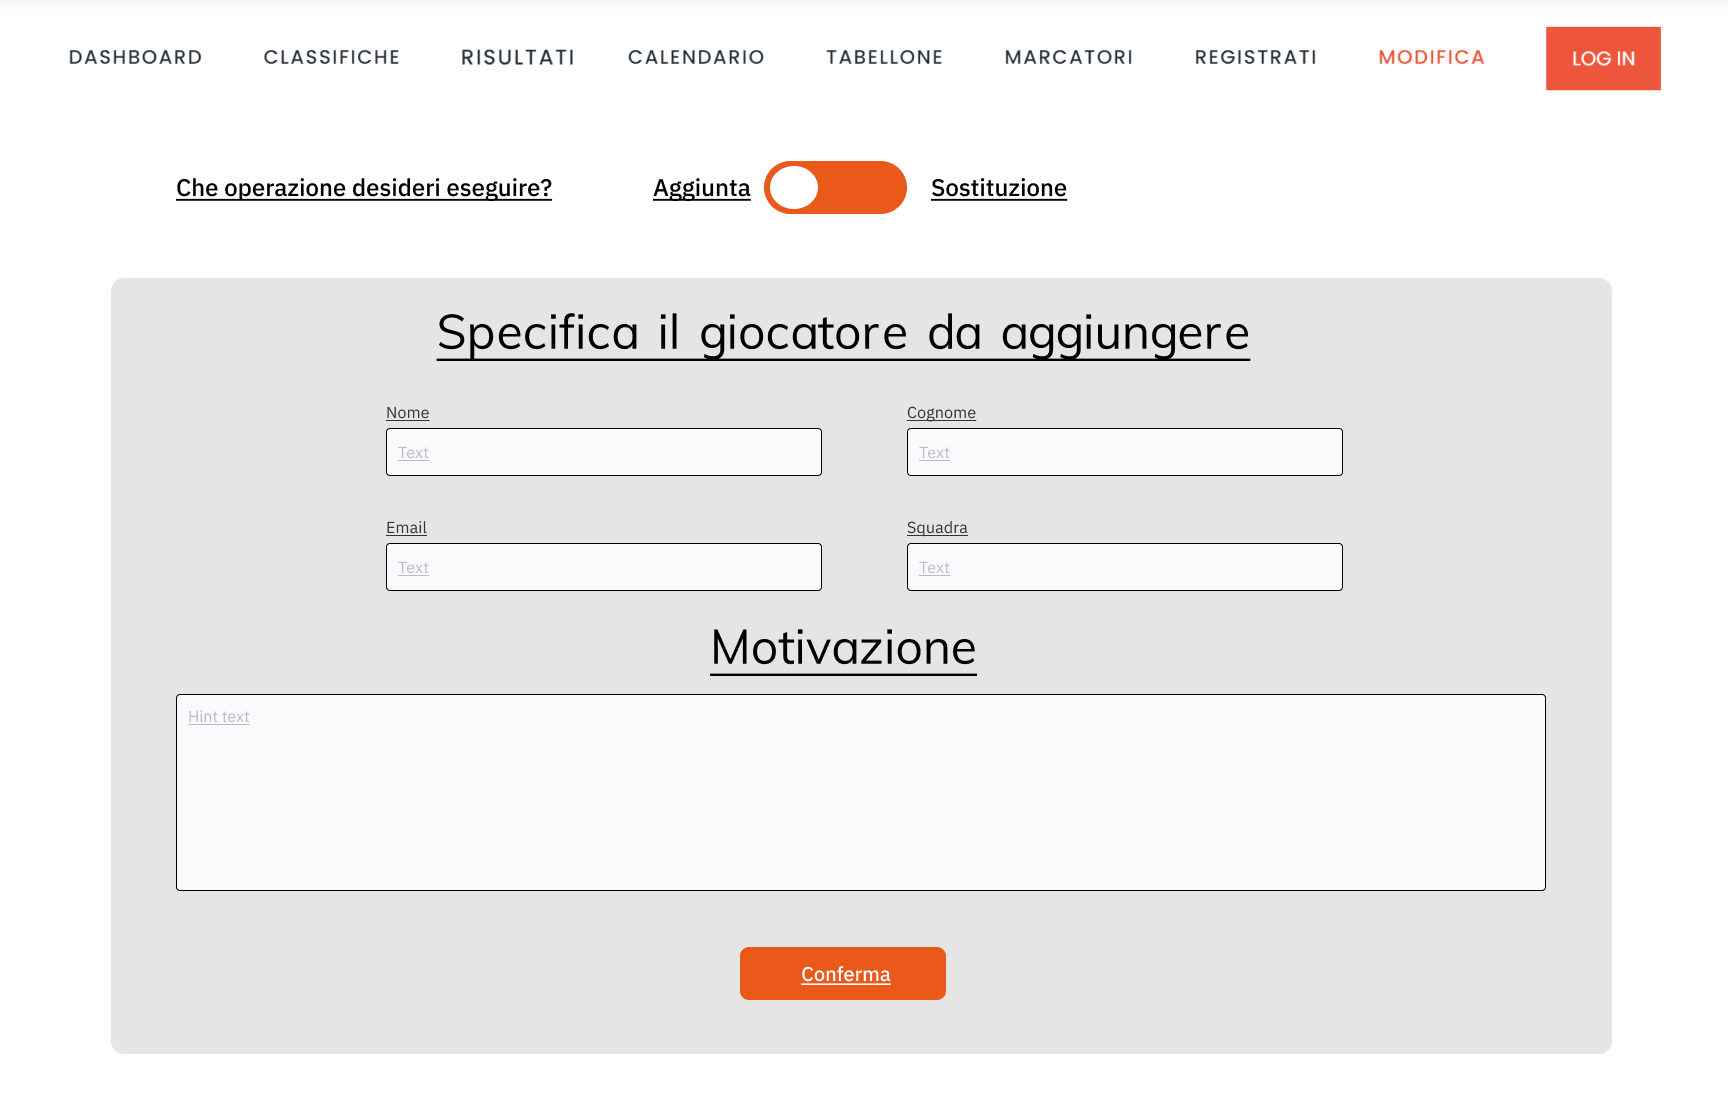 DASHBOARD CLASSIFICHE RISULTATI CALENDARIO TABELLONE MARCATORI REGISTRATI MODIFICA LOG IN
Che operazione desideri eseguire? Aggiunta Sostituzione
Specifica il giocatore da aggiungere
Nome Cognome
Text Text
Email Squadra
Text Text
Motivazione
Hint text
Conferma